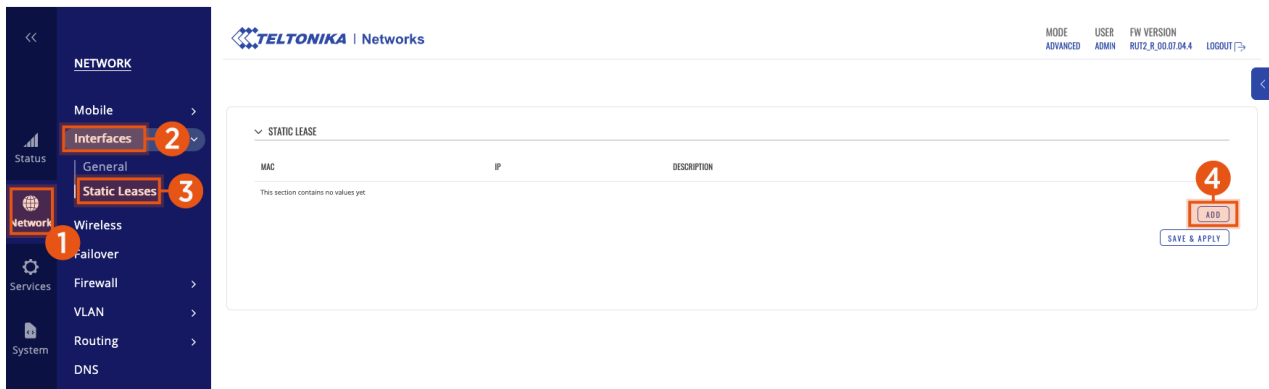 <<
Status
Network
1
Services
System
NETWORK
Mobile
Interfaces
2
General
Static Leases
3
Wireless
Failover
Firewall
VLAN
Routing
DNS
TELTONIKA | Networks
MODE USER FW VERSION
ADVANCED ADMIN RUT2_R_00.07.04.4 LOGOUT
STATIC LEASE
MAC IP DESCRIPTION
This section contains no values yet
4
ADD
SAVE & APPLY